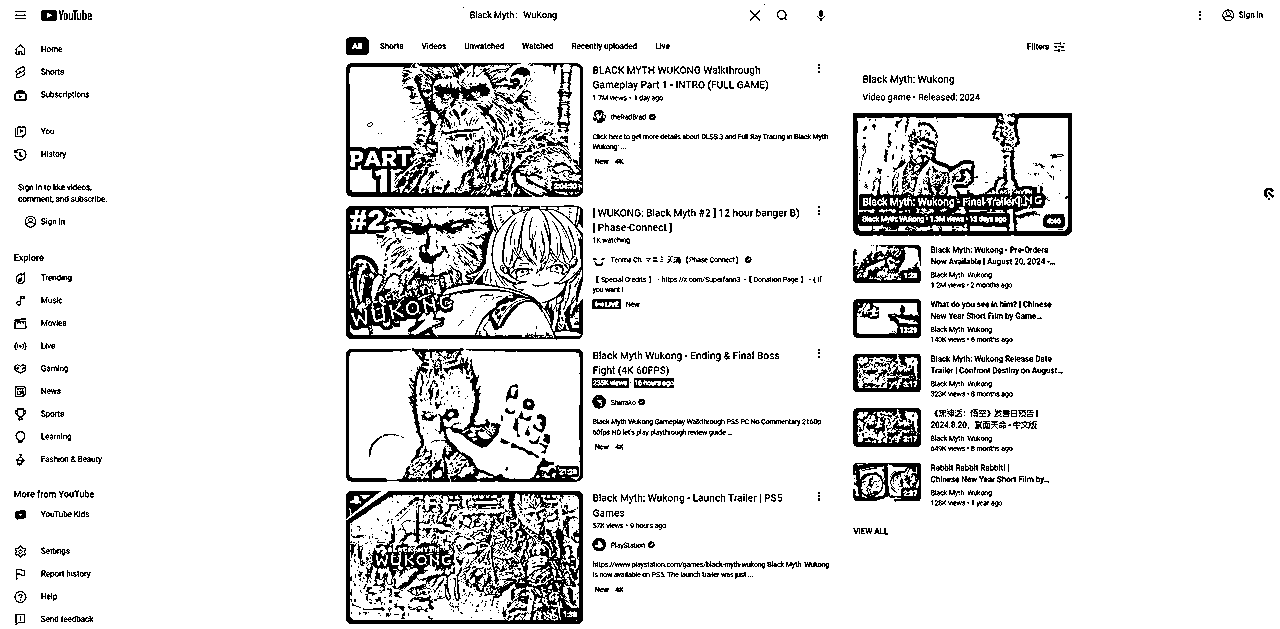 YouTube
Black Myth: WuKong
Sign in
Home
Shorts
Subscriptions
You
History
Sign in to like videos,
comment, and subscribe.
Sign in
Explore
Trending
Music
Movies
Live
Gaming
News
Sports
Learning
Fashion & Beauty
More from YouTube
YouTube Kids
Settings
Report history
Help
Send feedback
All Shorts Videos Unwatched Watched Recently uploaded Live
Filters
PART
1
BLACK MYTH WUKONG Walkthrough
Gameplay Part 1 - INTRO (FULL GAME)
1.7M views • 1 day ago
theRadBrad
Click here to get more details about DLSS 3 and Full Ray Tracing in Black Myth
Wukong: ...
New 4K
#2
WUKONG
[ WUKONG: Black Myth #2 ] 12 hour banger B)
[ Phase-Connect ]
1K watching
Tenma Ch. 【Phase Connect】
【 Special Credits 】 - https://x.com/Superfann3 - 【 Donation Page 】 - ( if
you want )
LIVE New
Black Myth Wukong - Ending & Final Boss
Fight (4K 60FPS)
235K views • 16 hours ago
Shirrako
Black Myth Wukong Gameplay Walkthrough PS5 PC No Commentary 2160p
60fps HD let's play playthrough review guide ...
New 4K
WUKONG
Black Myth: Wukong - Launch Trailer | PS5
Games
57K views • 9 hours ago
PlayStation
https://www.playstation.com/games/black-myth-wukong Black Myth Wukong
is now available on PS5. The launch trailer was just ...
New 4K
Black Myth: Wukong
Video game • Released: 2024
Black Myth: Wukong - Final Trailer
Black Myth: Wukong • 1.3M views • 13 days ago
Black Myth: Wukong - Pre-Orders
Now Available | August 20, 2024 -...
Black Myth: Wukong
1.2M views • 2 months ago
What do you see in him? | Chinese
New Year Short Film by Game...
Black Myth: Wukong
140K views • 6 months ago
Black Myth: Wukong Release Date
Trailer | Confront Destiny on August...
Black Myth: Wukong
323K views • 8 months ago
《黑神话：悟空》发售日预告 |
2024.8.20，直面天命 - 中文版
Black Myth: Wukong
649K views • 8 months ago
Rabbit Rabbit Rabbit! |
Chinese New Year Short Film by...
Black Myth: Wukong
128K views • 1 year ago
VIEW ALL